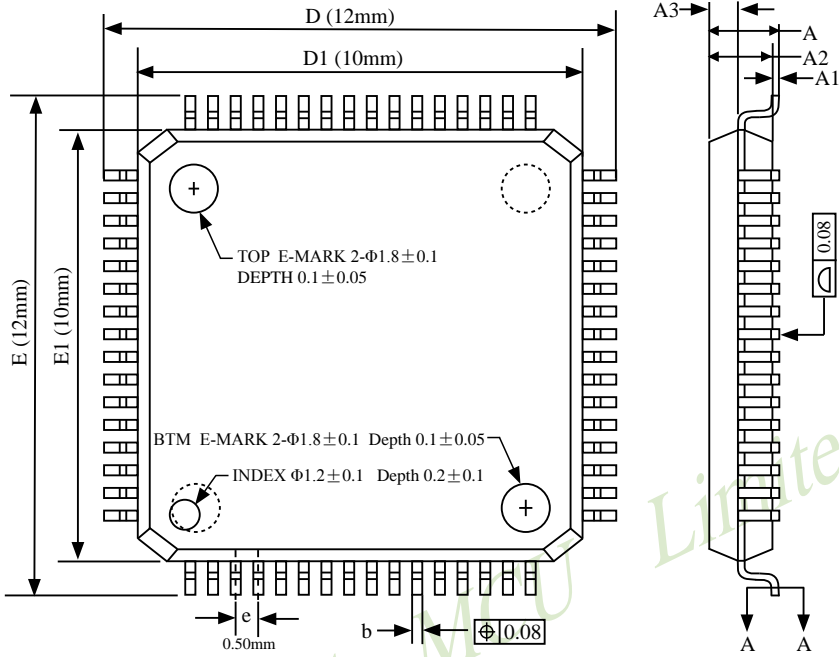 D (12mm)
D1 (10mm)
A3
A
A2
A1
E (12mm)
E1 (10mm)
TOP E-MARK 2-Φ1.8±0.1
DEPTH 0.1±0.05
0.08
BTM E-MARK 2-Φ1.8±0.1 Depth 0.1±0.05
INDEX Φ1.2±0.1 Depth 0.2±0.1
MCU Limite
e
0.50mm
b
0.08
A A